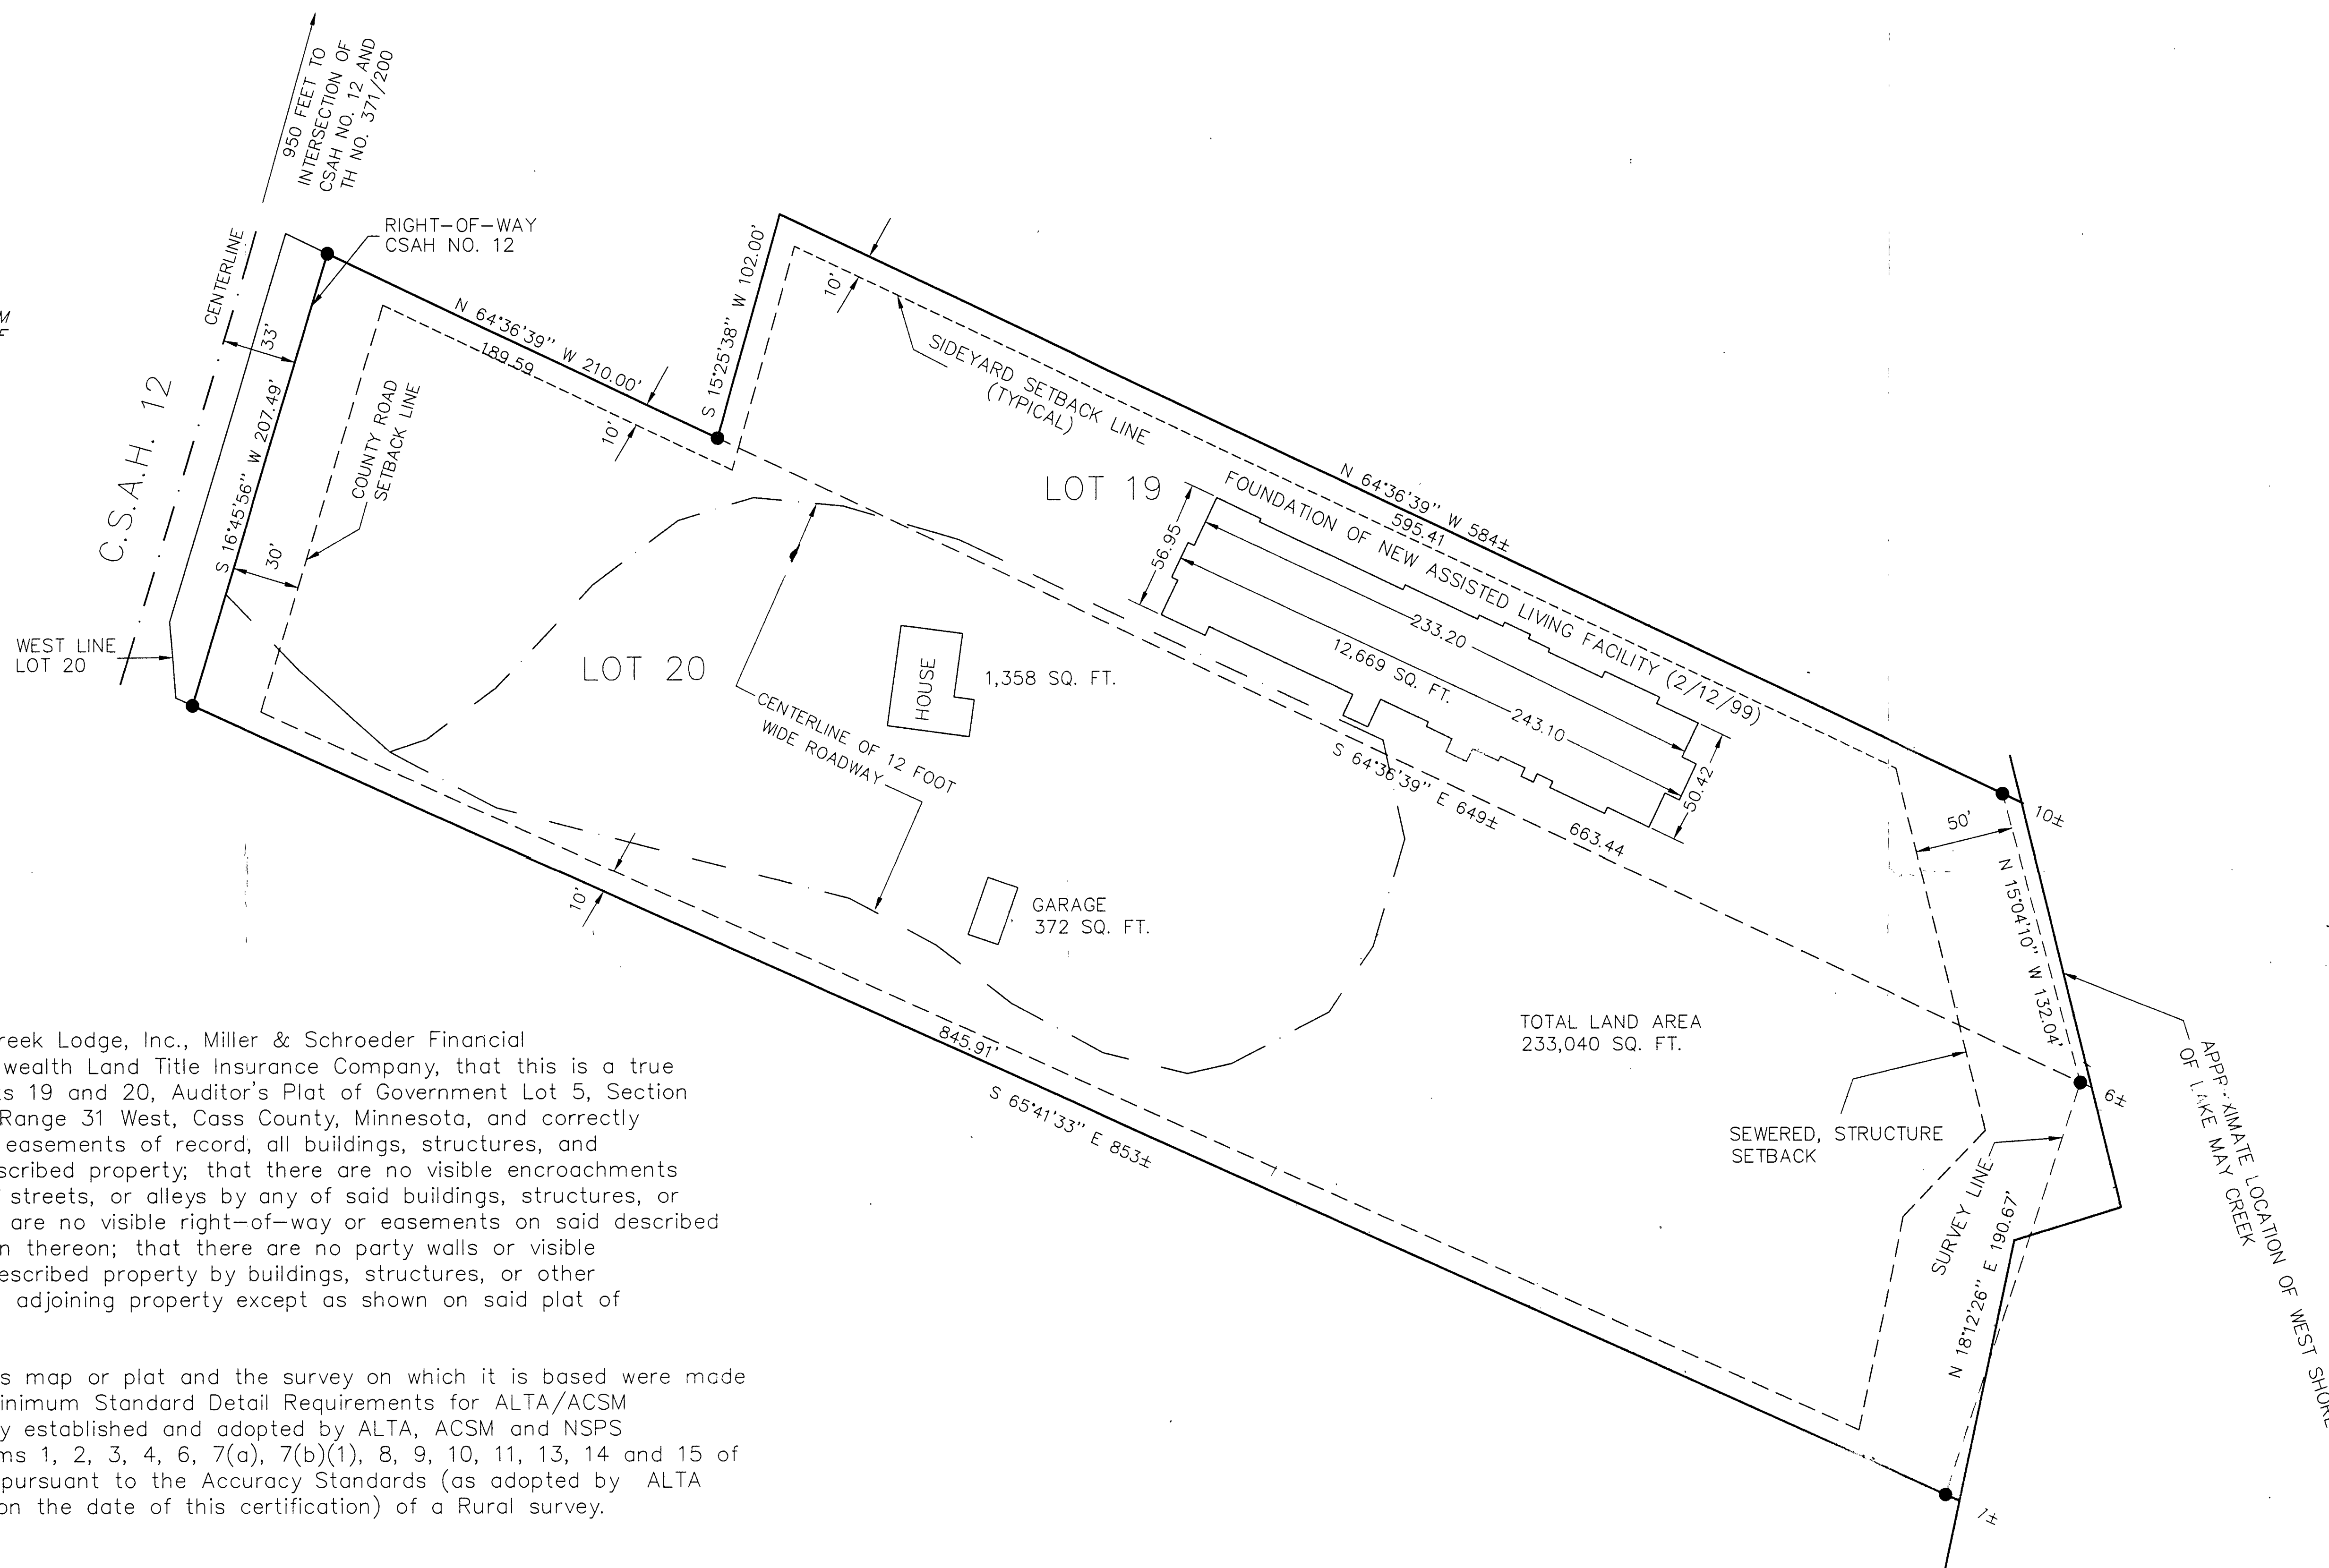 950 FEET TO
INTERSECTION OF
CSAH NO. 12 AND
TH NO. 371/200
CENTERLINE
RIGHT-OF-WAY
CSAH NO. 12
33'
C.S.A.H. 12
S 16°45'56" W 207.49'
30'
COUNTY ROAD
SETBACK LINE
WEST LINE
LOT 20
N 64°36'39" W 210.00'
189.59
10'
S 15°25'38" W 102.00'
10'
SIDEYARD SETBACK LINE
(TYPICAL)
N 64°36'39" W 584±
595.41
LOT 19
FOUNDATION OF NEW ASSISTED LIVING FACILITY (2/12/99)
56.95
233.20
12,669 SQ. FT.
243.10
50.42
S 64°36'39" E 649±
663.44
LOT 20
HOUSE
1,358 SQ. FT.
CENTERLINE OF 12 FOOT
WIDE ROADWAY
GARAGE
372 SQ. FT.
10'
845.91'
S 65°41'33" E 853±
TOTAL LAND AREA
233,040 SQ. FT.
50'
10±
N 15°04'10" W 132.04'
6±
SEWERED, STRUCTURE
SETBACK
SURVEY LINE
N 18°12'26" E 190.67'
7±
APPROXIMATE LOCATION OF WEST SHORE
OF LAKE MAY CREEK
reek Lodge, Inc., Miller & Schroeder Financial
wealth Land Title Insurance Company, that this is a true
s 19 and 20, Auditor's Plat of Government Lot 5, Section
Range 31 West, Cass County, Minnesota, and correctly
easements of record, all buildings, structures, and
scribed property; that there are no visible encroachments
streets, or alleys by any of said buildings, structures, or
are no visible right-of-way or easements on said described
n thereon; that there are no party walls or visible
escribed property by buildings, structures, or other
adjoining property except as shown on said plat of
s map or plat and the survey on which it is based were made
inimum Standard Detail Requirements for ALTA/ACSM
y established and adopted by ALTA, ACSM and NSPS
ms 1, 2, 3, 4, 6, 7(a), 7(b)(1), 8, 9, 10, 11, 13, 14 and 15 of
pursuant to the Accuracy Standards (as adopted by ALTA
on the date of this certification) of a Rural survey.